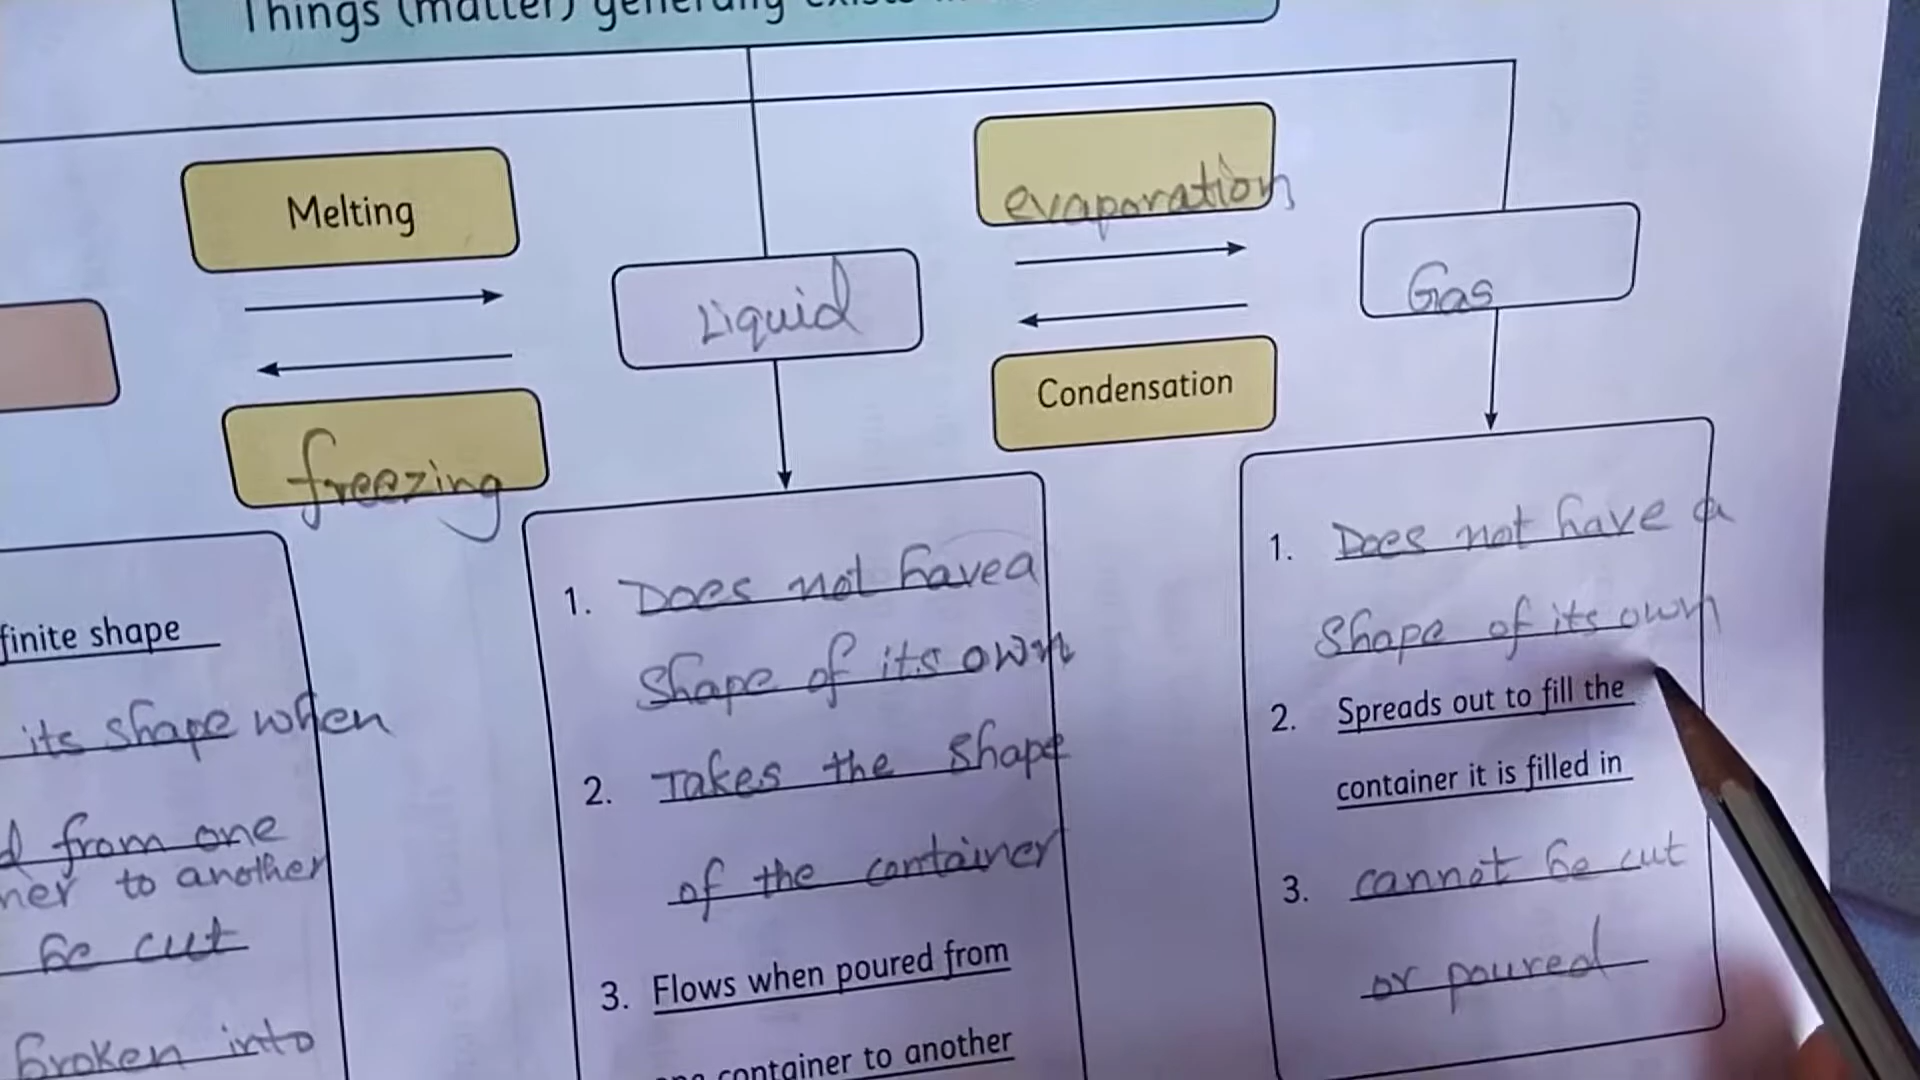 Things (matter) generally
Melting
evaporation
Liquid
Gas
Condensation
freezing
finite shape
its shape when
from one
to another
be cut
Broken into
1. Does not have a
shape of its own
2. Takes the shape
of the container
3. Flows when poured from
container to another
1. Does not have a
shape of its own
2. Spreads out to fill the
container it is filled in
3. cannot be cut
or poured